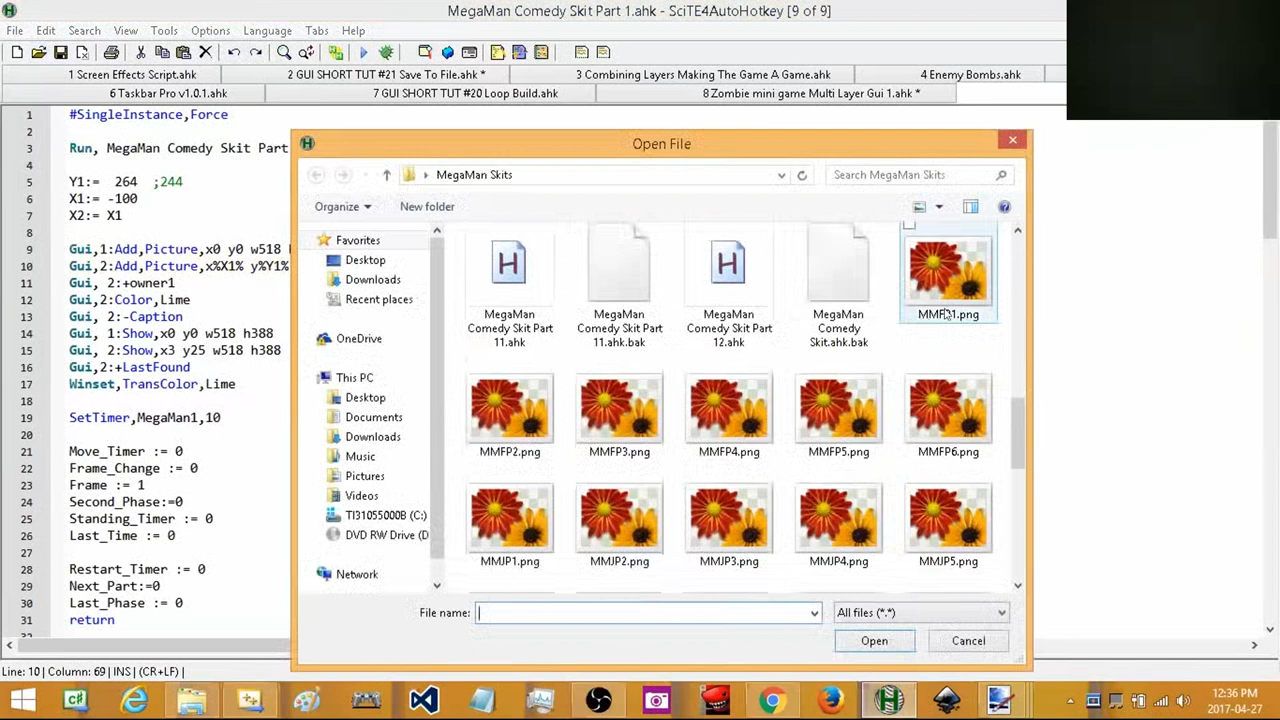 MegaMan Comedy Skit Part 1.ahk - SciTE4AutoHotkey [9 of 9]
File Edit Search View Tools Options Language Tabs Help
1 Screen Effects Script.ahk 2 GUI SHORT TUT #21 Save To File.ahk * 3 Combining Layers Making The Game A Game.ahk 4 Enemy Bombs.ahk
6 Taskbar Pro v1.0.1.ahk 7 GUI SHORT TUT #20 Loop Build.ahk 8 Zombie mini game Multi Layer Gui 1.ahk *
1 #SingleInstance,Force
2
3 Run, MegaMan Comedy Skit Part
4
5 Y1:= 264 ;244
6 X1:= -100
7 X2:= X1
8
9 Gui,1:Add,Picture,x0 y0 w518 h
10 Gui,2:Add,Picture,x%X1% y%Y1%
11 Gui, 2:+owner1
12 Gui,2:Color,Lime
13 Gui, 2:-Caption
14 Gui, 1:Show,x0 y0 w518 h388
15 Gui, 2:Show,x3 y25 w518 h388
16 Gui,2:+LastFound
17 Winset,TransColor,Lime
18
19 SetTimer,MegaMan1,10
20
21 Move_Timer := 0
22 Frame_Change := 0
23 Frame := 1
24 Second_Phase:=0
25 Standing_Timer := 0
26 Last_Time := 0
27
28 Restart_Timer := 0
29 Next_Part:=0
30 Last_Phase := 0
31 return
Open File
MegaMan Skits
Search MegaMan Skits
Organize New folder
Favorites
Desktop
Downloads
Recent places
OneDrive
This PC
Desktop
Documents
Downloads
Music
Pictures
Videos
TI31055000B (C:)
DVD RW Drive (D
Network
MegaMan Comedy Skit Part 11.ahk
MegaMan Comedy Skit Part 11.ahk.bak
MegaMan Comedy Skit Part 12.ahk
MegaMan Comedy Skit.ahk.bak
MMFP2.png MMFP3.png MMFP4.png MMFP5.png MMFP6.png
MMJP1.png MMJP2.png MMJP3.png MMJP4.png MMJP5.png
File name: All files (*.*)
Open Cancel
Line: 10 | Column: 69 | INS | (CR+LF) |
12:36 PM
2017-04-27